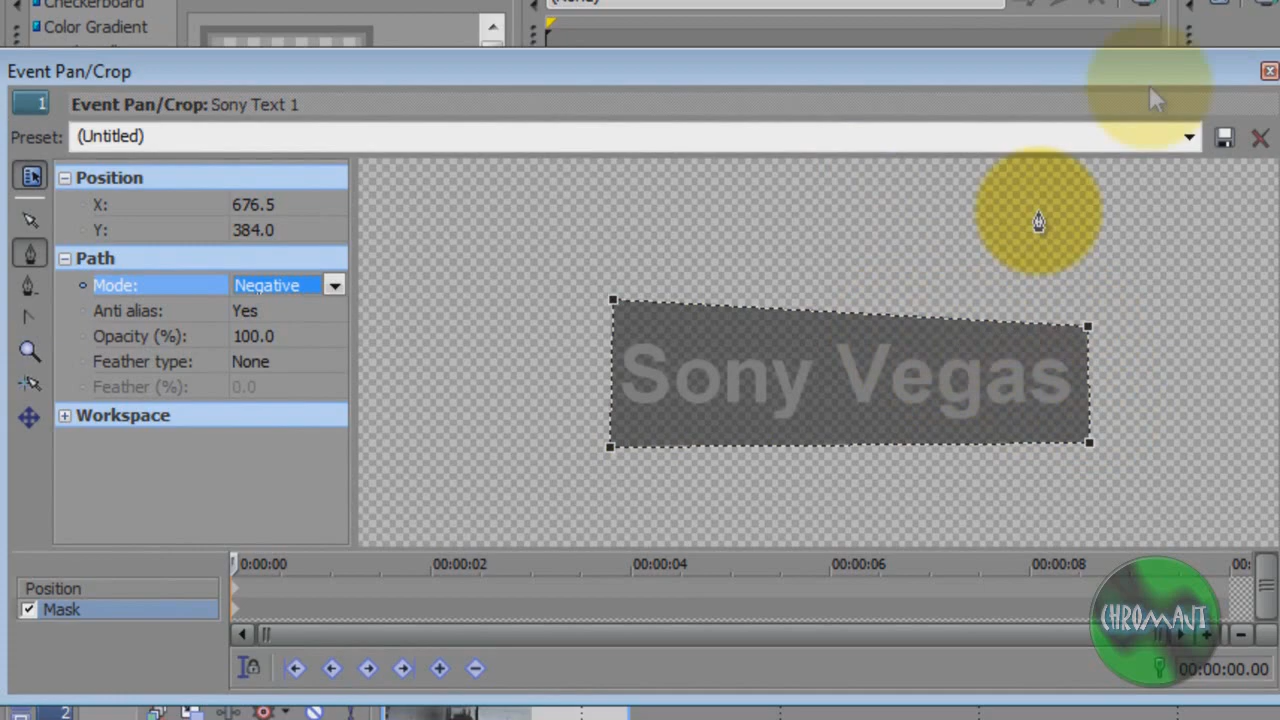 Checkerboard
Color Gradient
Event Pan/Crop
1
Event Pan/Crop: Sony Text 1
Preset: (Untitled)
Position
X: 676.5
Y: 384.0
Path
Mode: Negative
Anti alias: Yes
Opacity (%): 100.0
Feather type: None
Feather (%): 0.0
Workspace
Sony Vegas
0:00:00 00:00:02 00:00:04 00:00:06 00:00:08 00:
Position
Mask
CHROMAJT
00:00:00.00
2